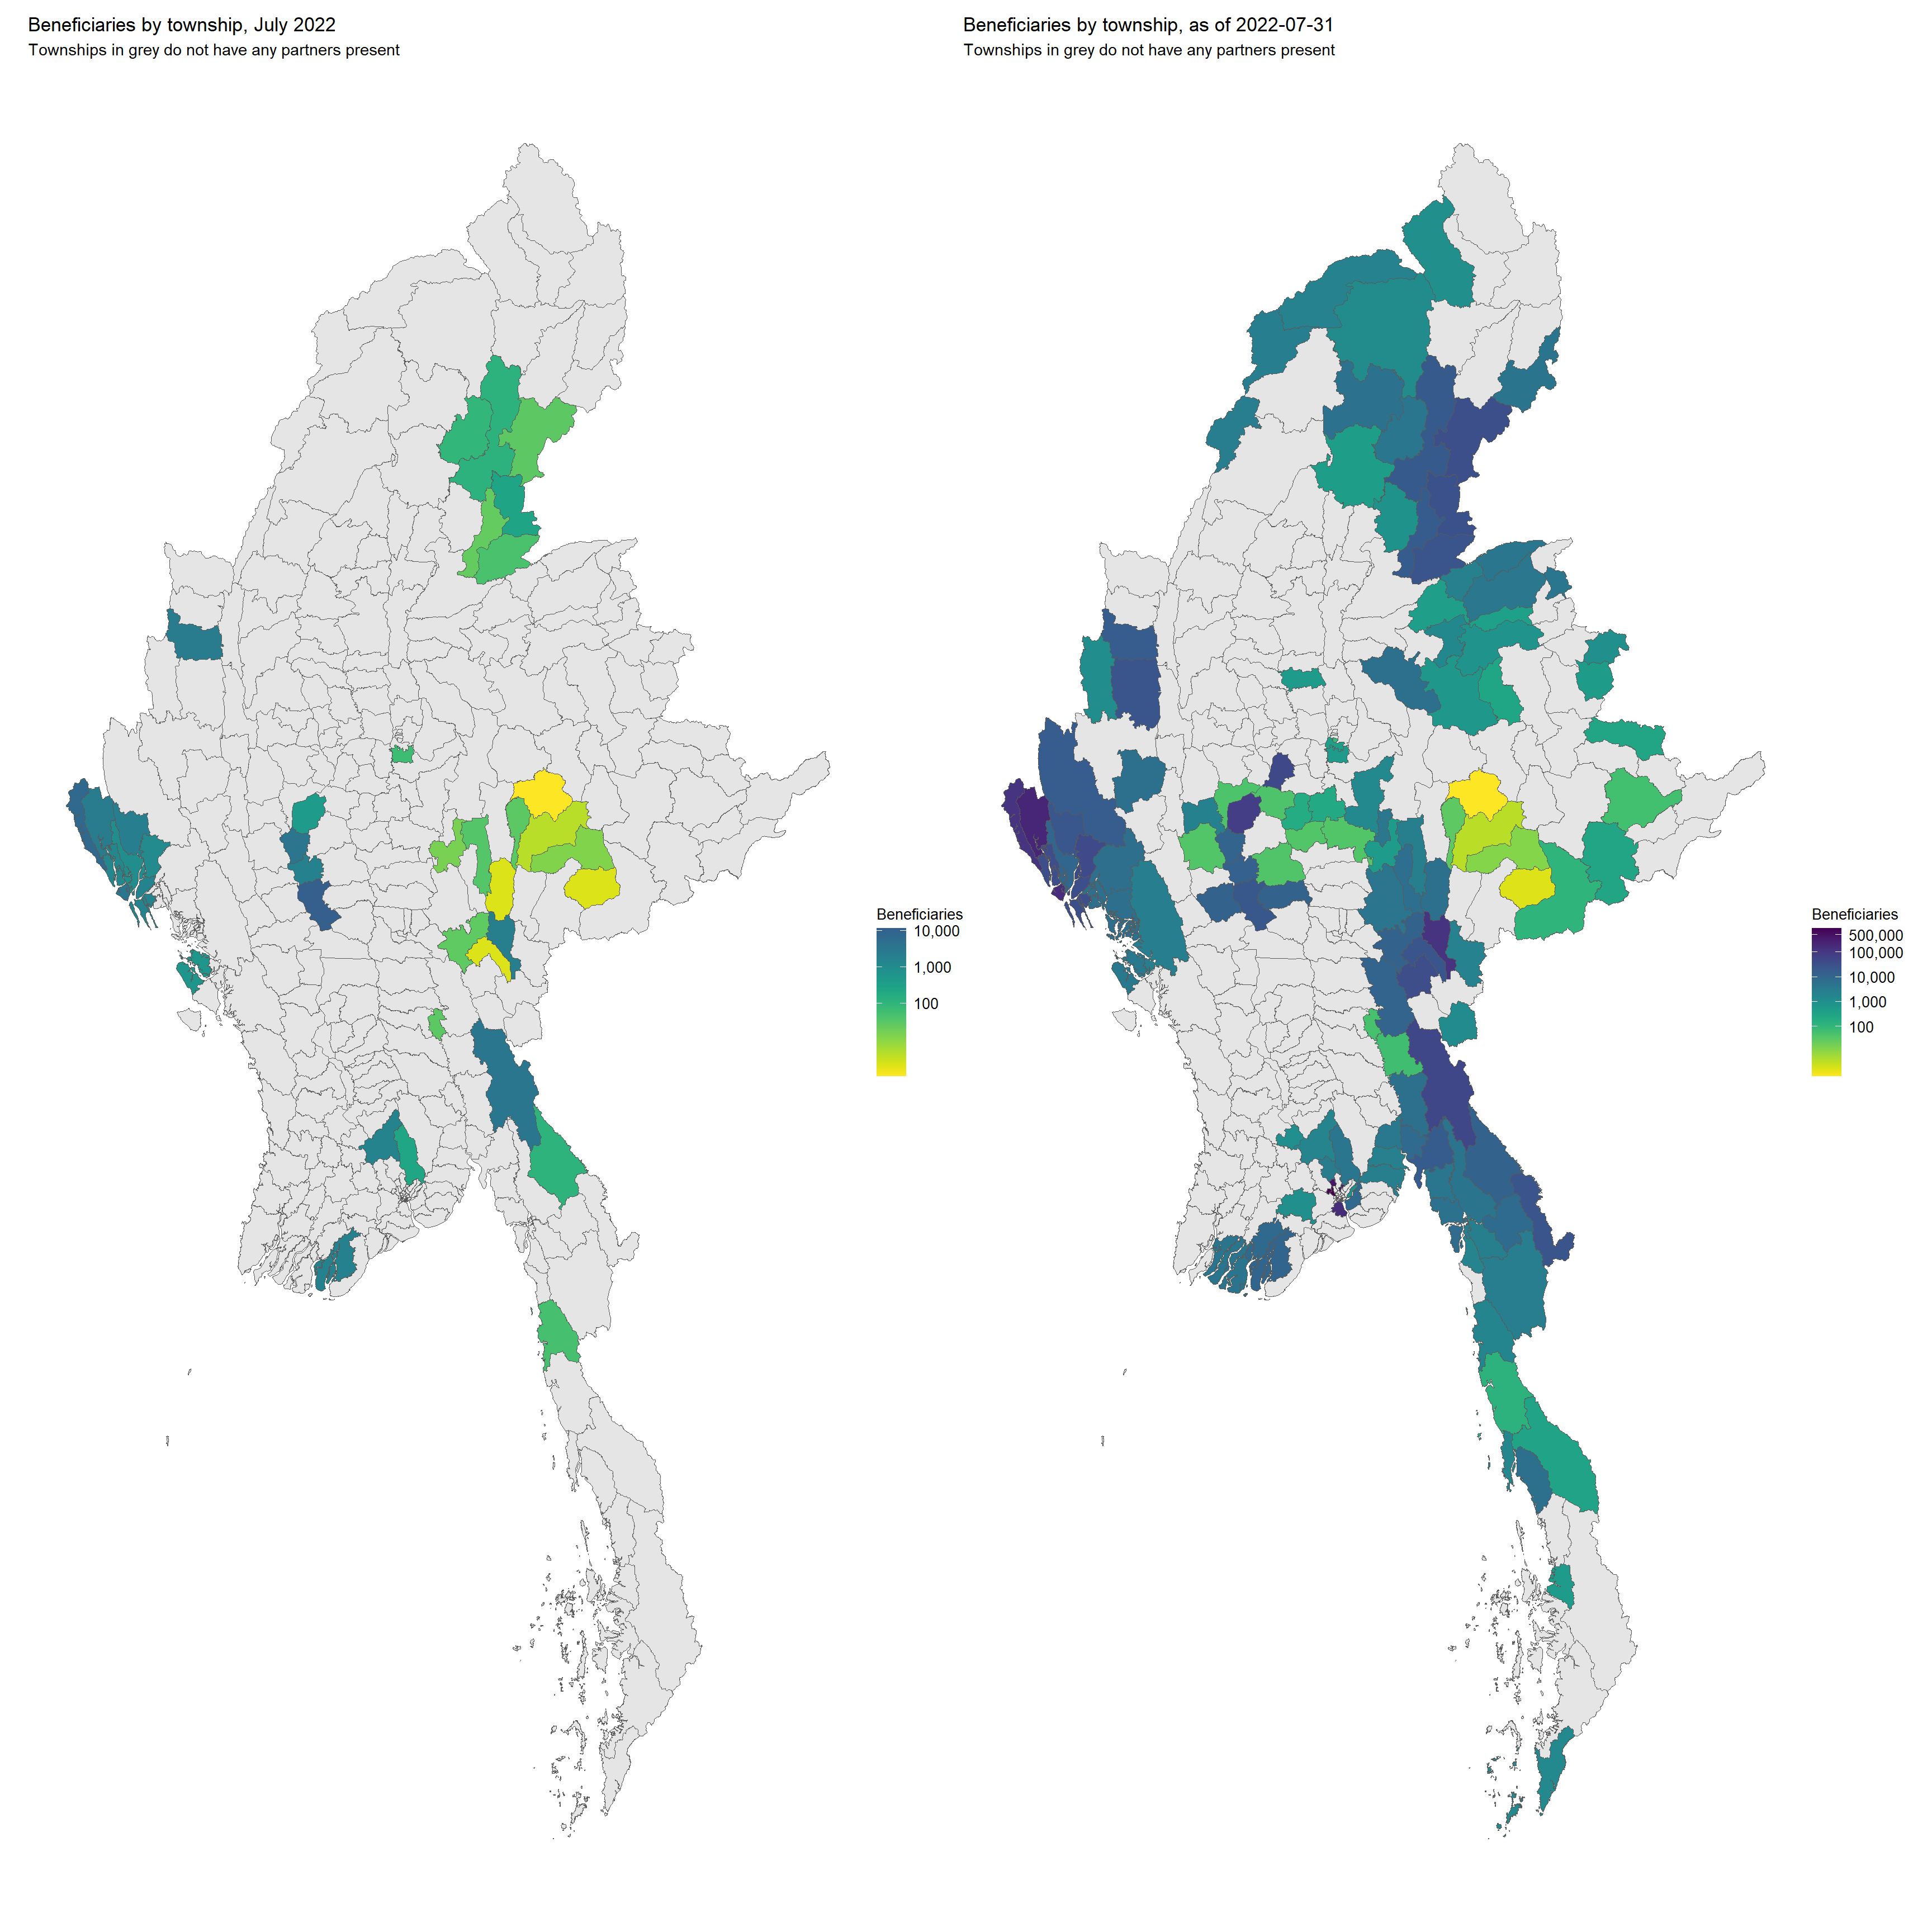 Beneficiaries by township, July 2022
Townships in grey do not have any partners present
Beneficiaries
10,000
1,000
100
Beneficiaries by township, as of 2022-07-31
Townships in grey do not have any partners present
Beneficiaries
500,000
100,000
10,000
1,000
100